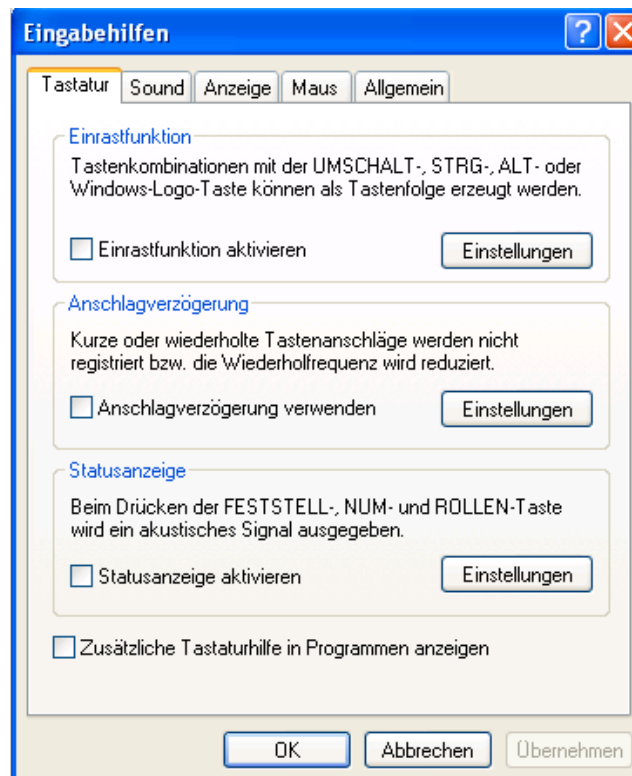 Eingabehilfen
Tastatur Sound Anzeige Maus Allgemein
Einrastfunktion
Tastenkombinationen mit der UMSCHALT-, STRG-, ALT- oder
Windows-Logo-Taste können als Tastenfolge erzeugt werden.
Einrastfunktion aktivieren Einstellungen
Anschlagverzögerung
Kurze oder wiederholte Tastenanschläge werden nicht
registriert bzw. die Wiederholfrequenz wird reduziert.
Anschlagverzögerung verwenden Einstellungen
Statusanzeige
Beim Drücken der FESTSTELL-, NUM- und ROLLEN-Taste
wird ein akustisches Signal ausgegeben.
Statusanzeige aktivieren Einstellungen
Zusätzliche Tastaturhilfe in Programmen anzeigen
OK Abbrechen Übernehmen